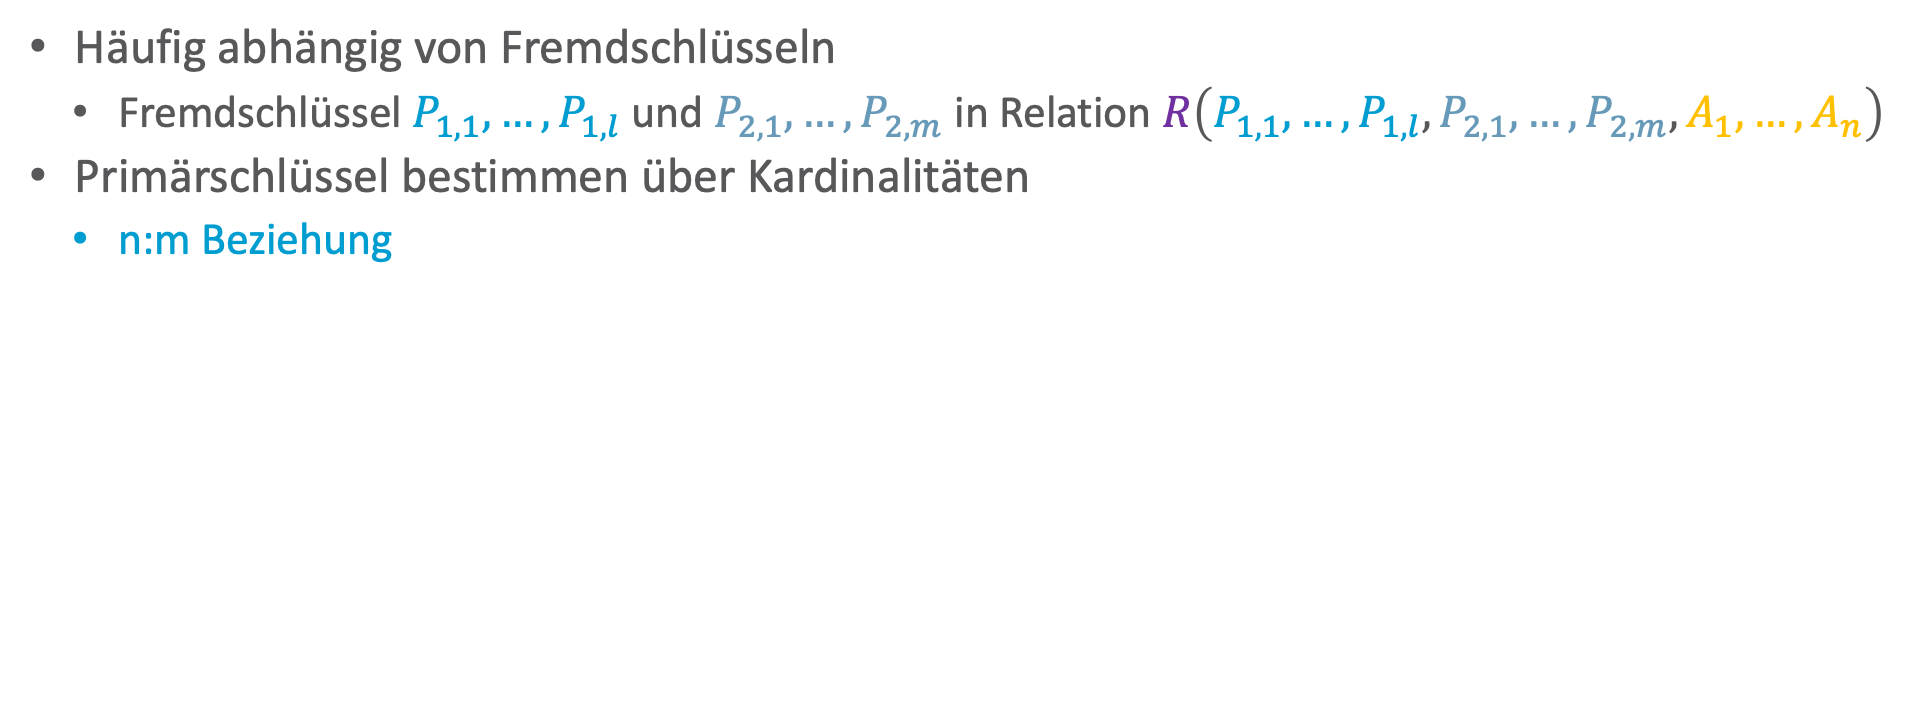 • Häufig abhängig von Fremdschlüsseln
• Fremdschlüssel P₁,₁, … , P₁,ₗ und P₂,₁, … , P₂,ₘ in Relation R(P₁,₁, … , P₁,ₗ, P₂,₁, … , P₂,ₘ, A₁, … , Aₙ)
• Primärschlüssel bestimmen über Kardinalitäten
• n:m Beziehung